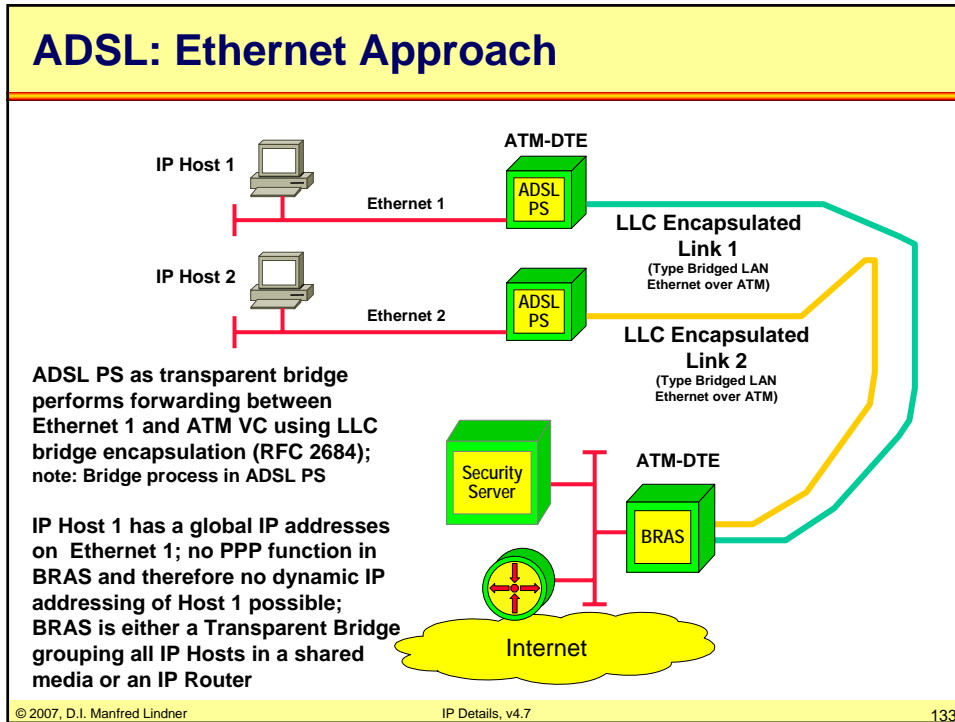 ADSL: Ethernet Approach
ATM-DTE
IP Host 1
ADSL
PS
Ethernet 1
LLC Encapsulated
Link 1
(Type Bridged LAN
Ethernet over ATM)
IP Host 2
ADSL
PS
Ethernet 2
LLC Encapsulated
Link 2
(Type Bridged LAN
Ethernet over ATM)
ADSL PS as transparent bridge
performs forwarding between
Ethernet 1 and ATM VC using LLC
bridge encapsulation (RFC 2684);
note: Bridge process in ADSL PS
ATM-DTE
Security
Server
BRAS
IP Host 1 has a global IP addresses
on Ethernet 1; no PPP function in
BRAS and therefore no dynamic IP
addressing of Host 1 possible;
BRAS is either a Transparent Bridge
grouping all IP Hosts in a shared
media or an IP Router
Internet
© 2007, D.I. Manfred Lindner
IP Details, v4.7
133